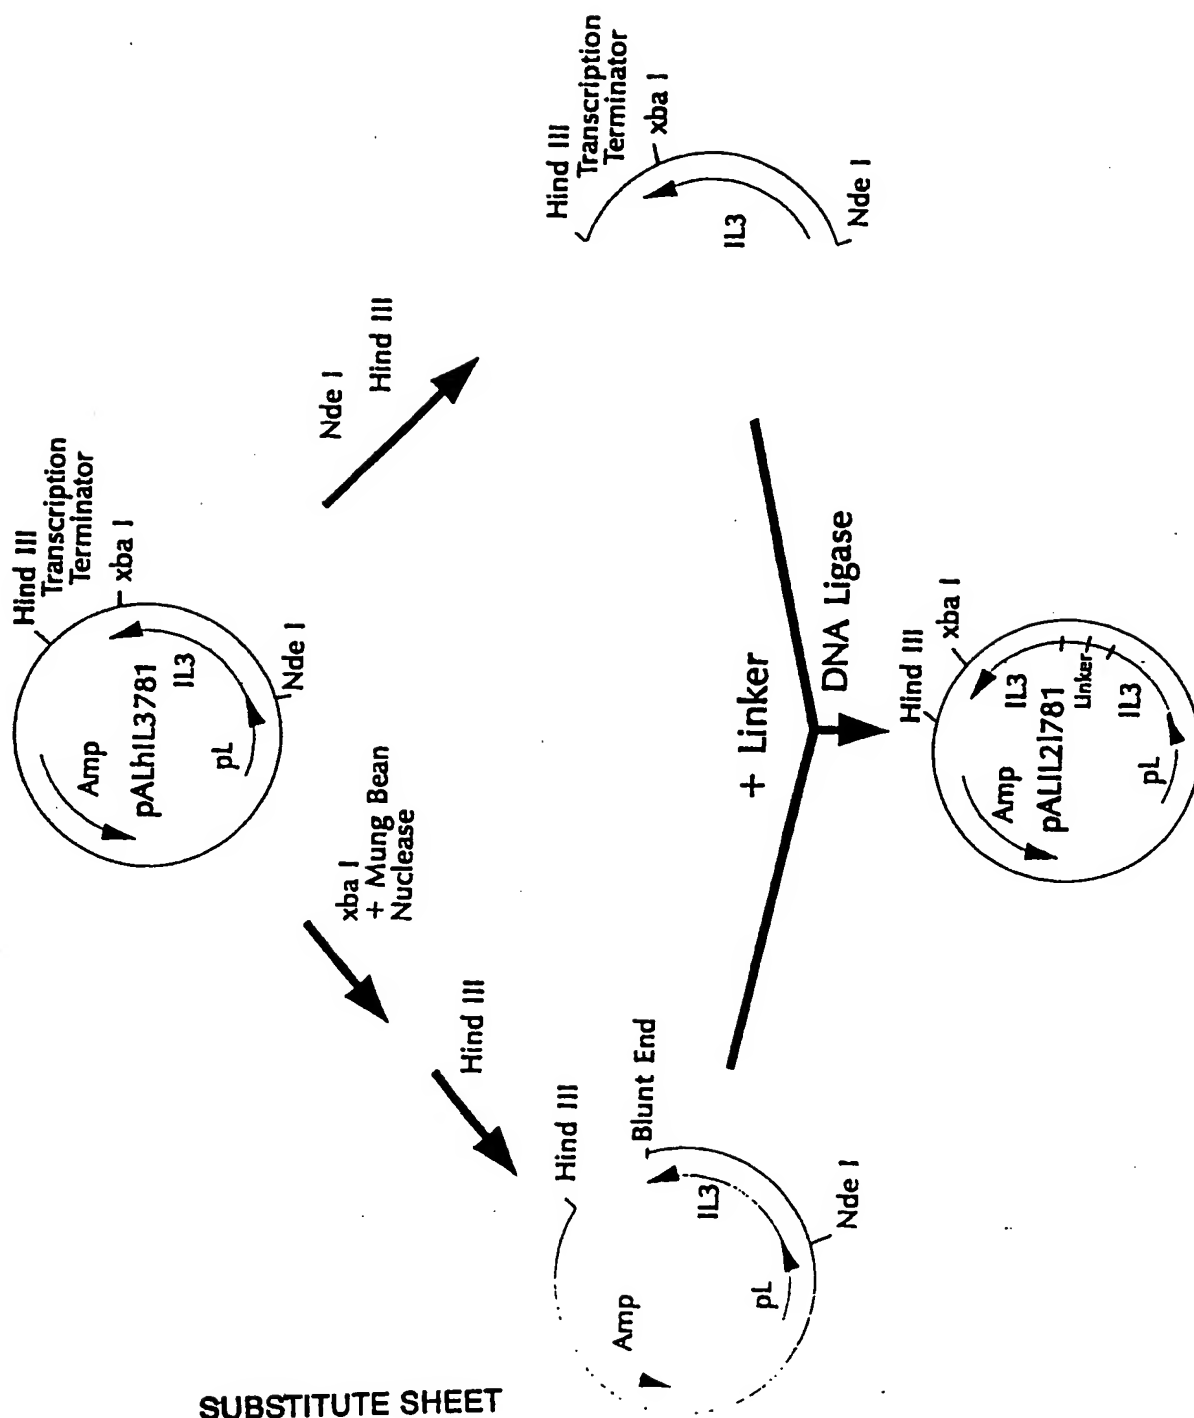 Hind III
Transcription
Terminator
xba I
Amp
pALhIL3781
IL3
pL
Nde I
xba I
+ Mung Bean
Nuclease
Hind III
Nde I
Hind III
Hind III
Blunt End
Amp
IL3
pL
Nde I
Hind III
Transcription
Terminator
xba I
IL3
Nde I
+ Linker
DNA Ligase
Hind III
xba I
Amp
pALIL2I781
IL3
Linker
IL3
pL
SUBSTITUTE SHEET